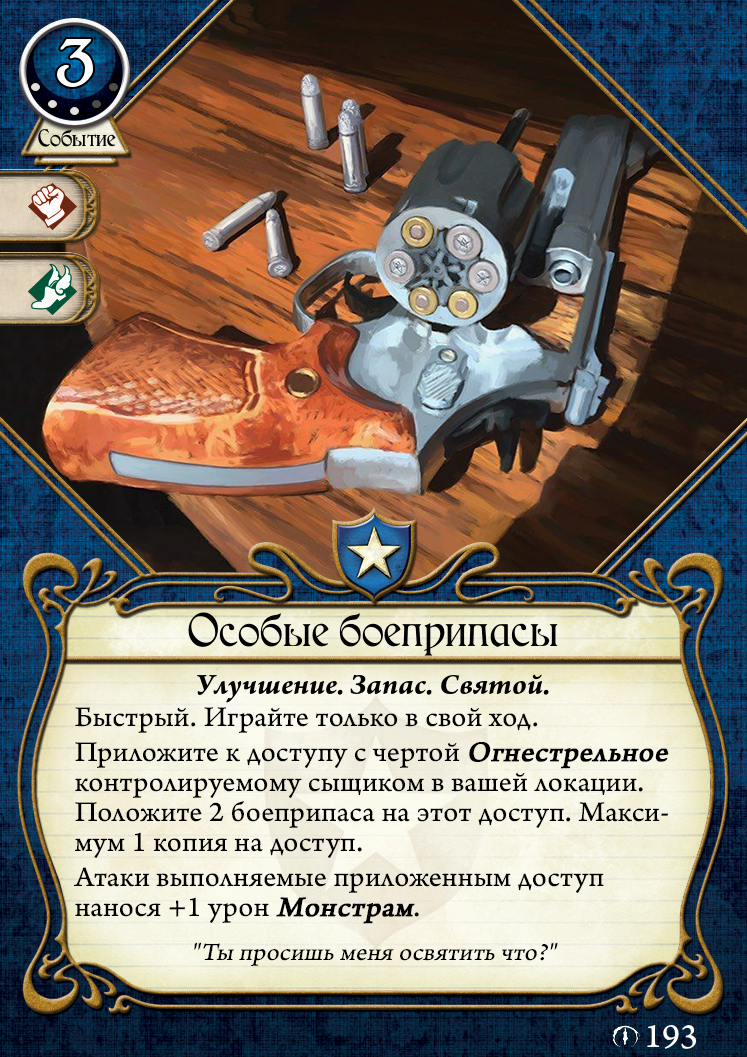 3
Событие
Особые боеприпасы
Улучшение. Запас. Святой.
Быстрый. Играйте только в свой ход.
Приложите к доступу с чертой Огнестрельное
контролируемому сыщиком в вашей локации.
Положите 2 боеприпаса на этот доступ. Макси-
мум 1 копия на доступ.
Атаки выполняемые приложенным доступ
нанося +1 урон Монстрам.
"Ты просишь меня освятить что?"
193